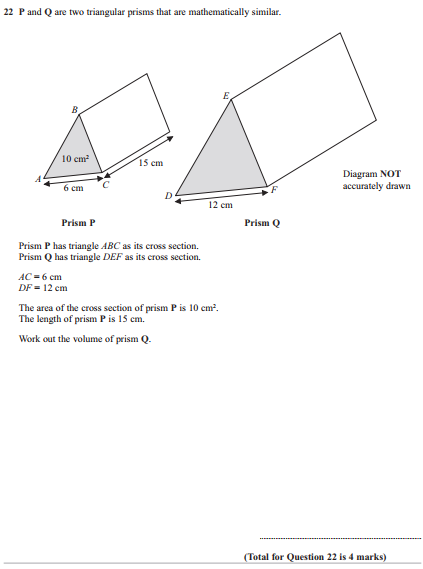 22 P and Q are two triangular prisms that are mathematically similar.
B
E
10 cm²
15 cm
A
C
6 cm
D
F
12 cm
Diagram NOT
accurately drawn
Prism P
Prism Q
Prism P has triangle ABC as its cross section.
Prism Q has triangle DEF as its cross section.
AC = 6 cm
DF = 12 cm
The area of the cross section of prism P is 10 cm².
The length of prism P is 15 cm.
Work out the volume of prism Q.
(Total for Question 22 is 4 marks)